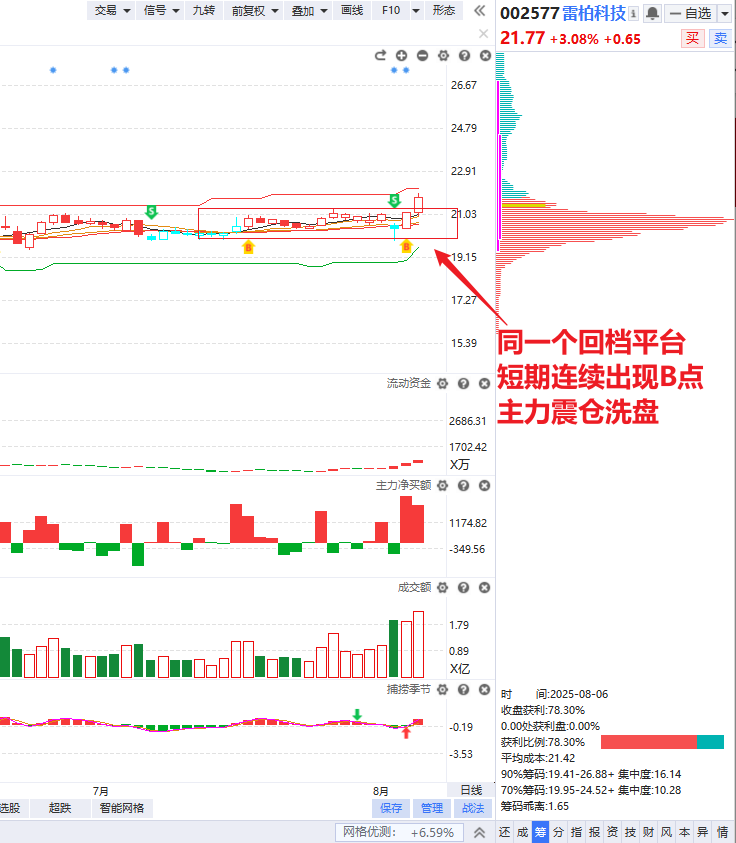 交易 信号 九转 前复权 叠加 画线 F10 形态
002577 雷柏科技 自选
21.77 +3.08% +0.65 买 卖
26.67
24.79
22.91
S
S
21.03
B
B
19.15
17.27
15.39
同一个回档平台
短期连续出现B点
主力震仓洗盘
流动资金
2686.31
1702.42
X万
主力净买额
1174.82
-349.56
成交额
1.79
0.89
X亿
捕捞季节
-0.19
-3.53
时 间:2025-08-06
收盘获利:78.30%
0.00处获利盘:0.00%
获利比例:78.30%
平均成本:21.42
90%筹码:19.41-26.88+ 集中度:16.14
70%筹码:19.95-24.52+ 集中度:10.28
筹码乖离:1.65
7月 8月 日线
选股 超跌 智能网格 保存 管理 战法
网格优测: +6.59%
还 成 筹 分 指 报 资 技 财 风 本 异 情